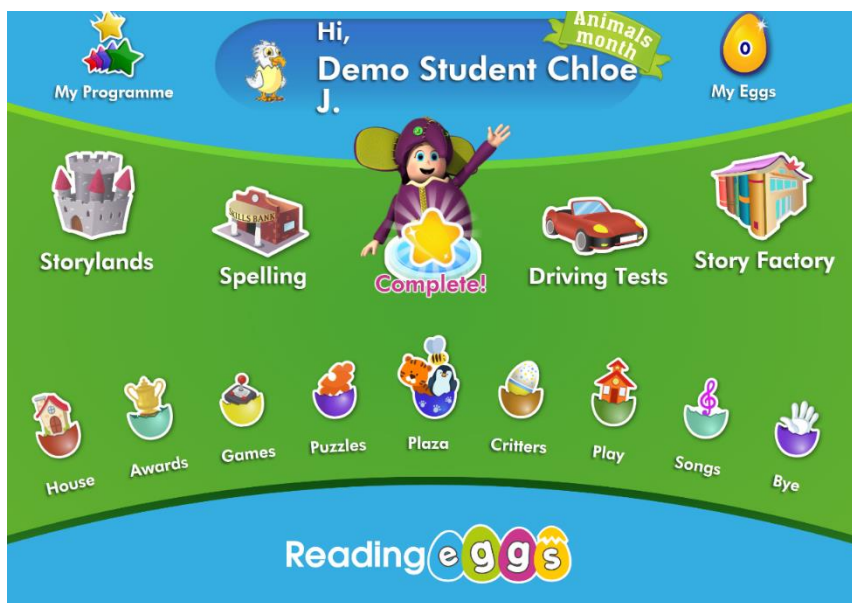 Hi,
Demo Student Chloe
J.
Animals
month
My Programme
0
My Eggs
Storylands
SKILLS BANK
Spelling
Complete!
Driving Tests
Story Factory
House
Awards
Games
Puzzles
Plaza
Critters
Play
Songs
Bye
Reading eggs